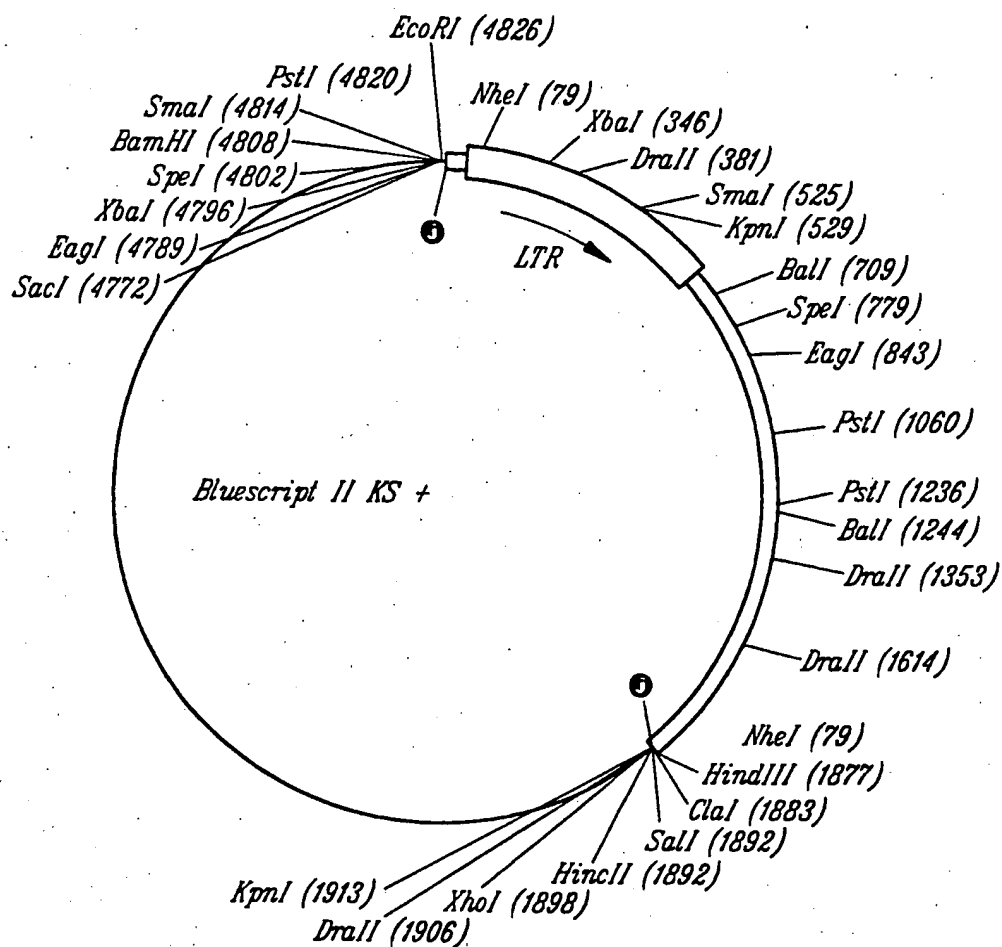 EcoRI (4826)
PstI (4820)
SmaI (4814)
BamHI (4808)
SpeI (4802)
XbaI (4796)
EagI (4789)
SacI (4772)
NheI (79)
XbaI (346)
DraII (381)
SmaI (525)
KpnI (529)
BalI (709)
SpeI (779)
EagI (843)
PstI (1060)
PstI (1236)
BalI (1244)
DraII (1353)
DraII (1614)
j
LTR
Bluescript II KS +
j
NheI (79)
HindIII (1877)
ClaI (1883)
SalI (1892)
HincII (1892)
XhoI (1898)
DraII (1906)
KpnI (1913)